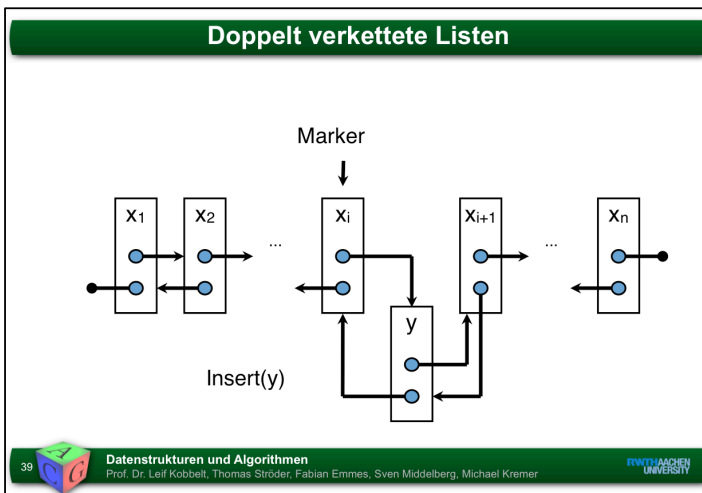 Doppelt verkettete Listen
Marker
x1 x2 ... xi xi+1 ... xn
y
Insert(y)
39
A C G
Datenstrukturen und Algorithmen
Prof. Dr. Leif Kobbelt, Thomas Ströder, Fabian Emmes, Sven Middelberg, Michael Kremer
RWTHAACHEN
UNIVERSITY